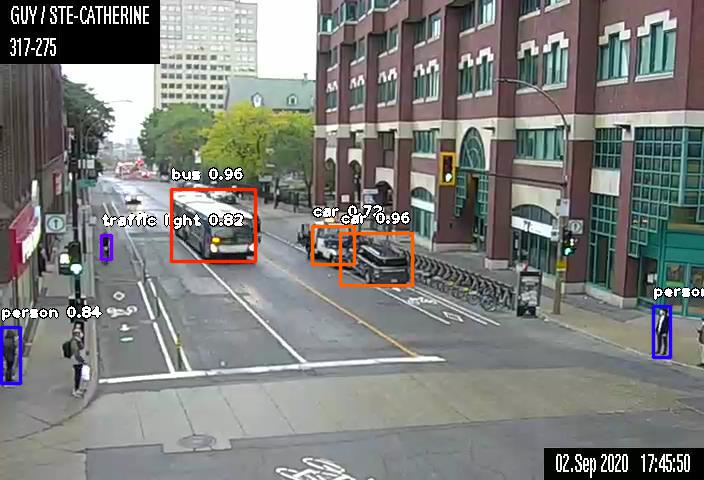 GUY / STE-CATHERINE
317-275
bus 0.96
traffic light 0.82
car 0.72
car 0.96
person 0.84
person
02.Sep 2020 17:45:50